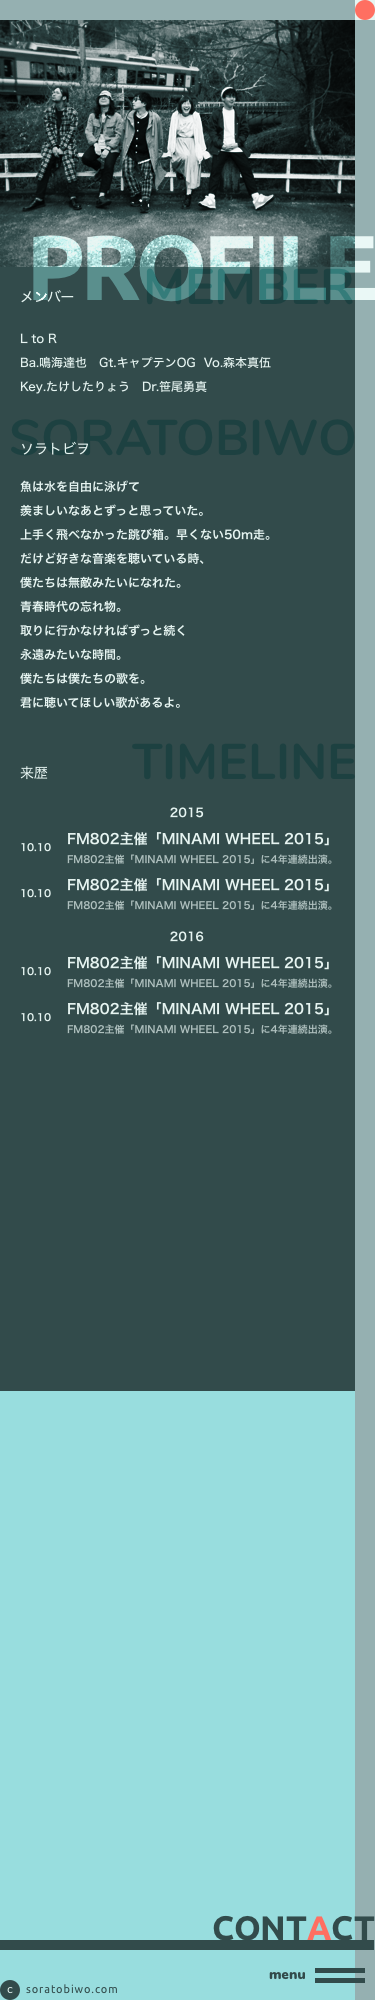 PROFILE
MEMBER
メンバー
L to R
Ba.鳴海達也　Gt.キャプテンOG Vo.森本真伍
Key.たけしたりょう　Dr.笹尾勇真
SORATOBIWO
ソラトビヲ
魚は水を自由に泳げて
羨ましいなあとずっと思っていた。
上手く飛べなかった跳び箱。早くない50m走。
だけど好きな音楽を聴いている時、
僕たちは無敵みたいになれた。
青春時代の忘れ物。
取りに行かなければずっと続く
永遠みたいな時間。
僕たちは僕たちの歌を。
君に聴いてほしい歌があるよ。
TIMELINE
来歴
2015
10.10
FM802主催「MINAMI WHEEL 2015」
FM802主催「MINAMI WHEEL 2015」に4年連続出演。
10.10
FM802主催「MINAMI WHEEL 2015」
FM802主催「MINAMI WHEEL 2015」に4年連続出演。
2016
10.10
FM802主催「MINAMI WHEEL 2015」
FM802主催「MINAMI WHEEL 2015」に4年連続出演。
10.10
FM802主催「MINAMI WHEEL 2015」
FM802主催「MINAMI WHEEL 2015」に4年連続出演。
CONTACT
menu
c soratobiwo.com